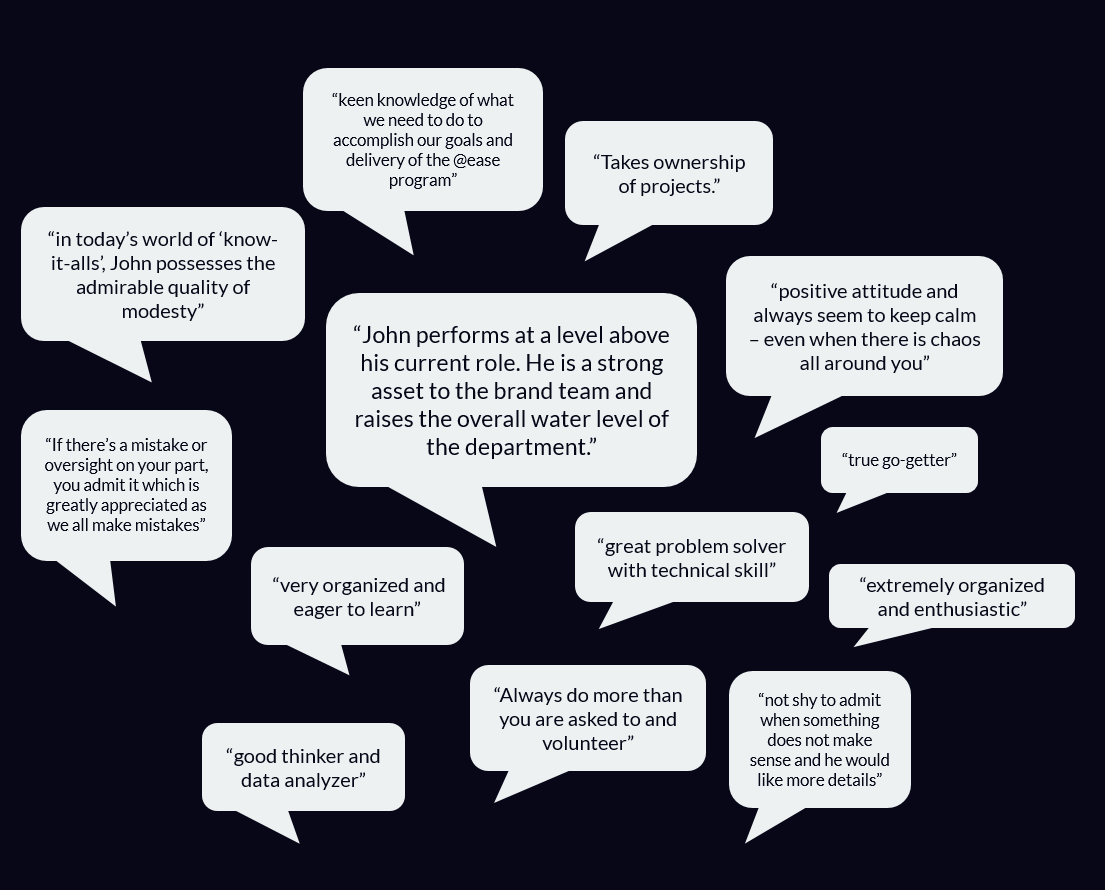 “keen knowledge of what
we need to do to
accomplish our goals and
delivery of the @ease
program”
“Takes ownership
of projects.”
“in today’s world of ‘know-
it-alls’, John possesses the
admirable quality of
modesty”
“positive attitude and
always seem to keep calm
– even when there is chaos
all around you”
“John performs at a level above
his current role. He is a strong
asset to the brand team and
raises the overall water level of
the department.”
“If there’s a mistake or
oversight on your part,
you admit it which is
greatly appreciated as
we all make mistakes”
“true go-getter”
“great problem solver
with technical skill”
“very organized and
eager to learn”
“extremely organized
and enthusiastic”
“Always do more than
you are asked to and
volunteer”
“not shy to admit
when something
does not make
sense and he would
like more details”
“good thinker and
data analyzer”